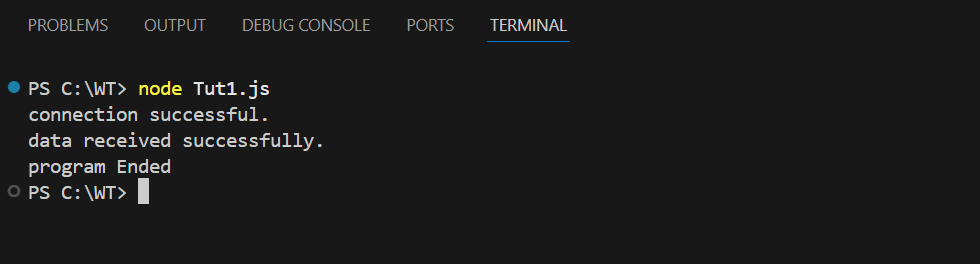 PROBLEMS OUTPUT DEBUG CONSOLE PORTS TERMINAL
PS C:\WT> node Tut1.js
connection successful.
data received successfully.
program Ended
PS C:\WT>